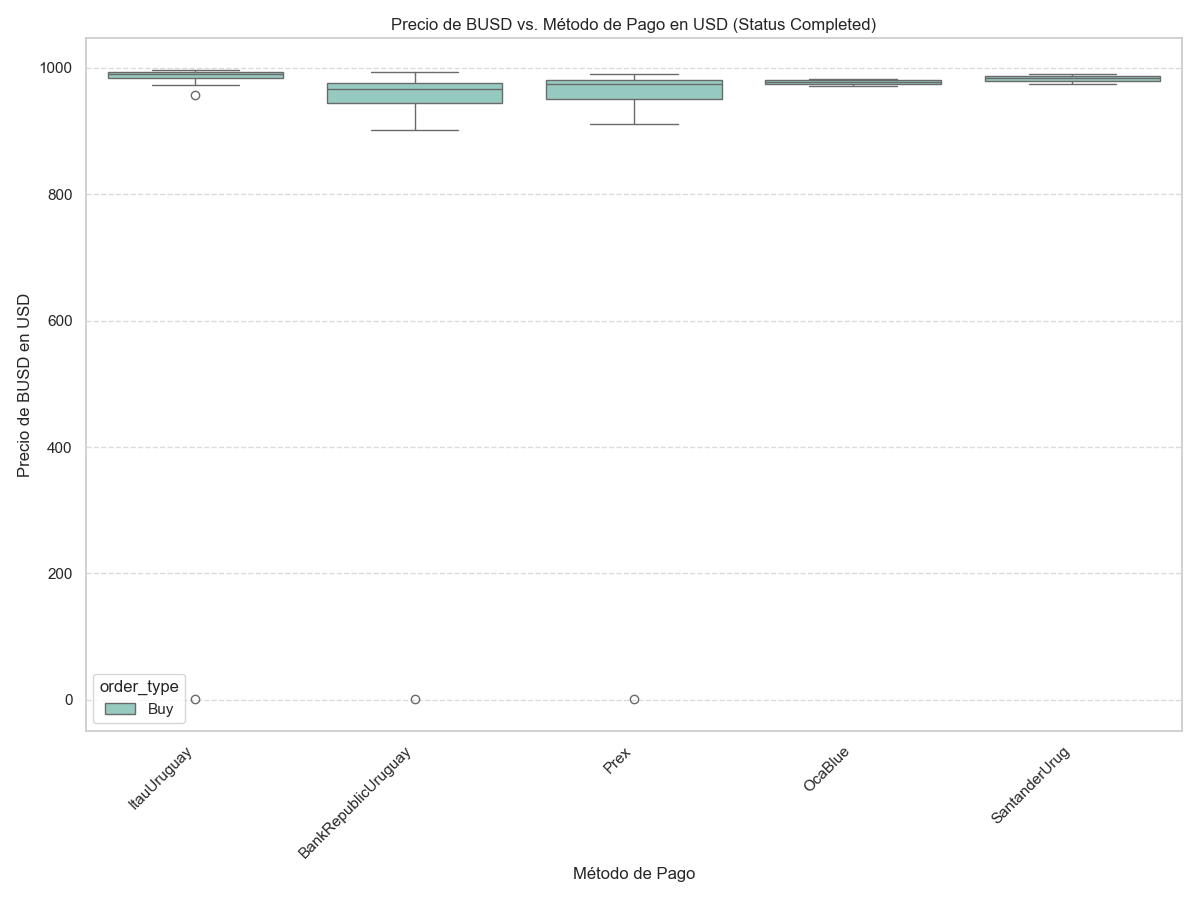 Precio de BUSD vs. Método de Pago en USD (Status Completed)
Precio de BUSD en USD
1000
800
600
400
200
0
order_type
Buy
ItauUruguay
BankRepublicUruguay
Prex
OcaBlue
SantanderUrug
Método de Pago